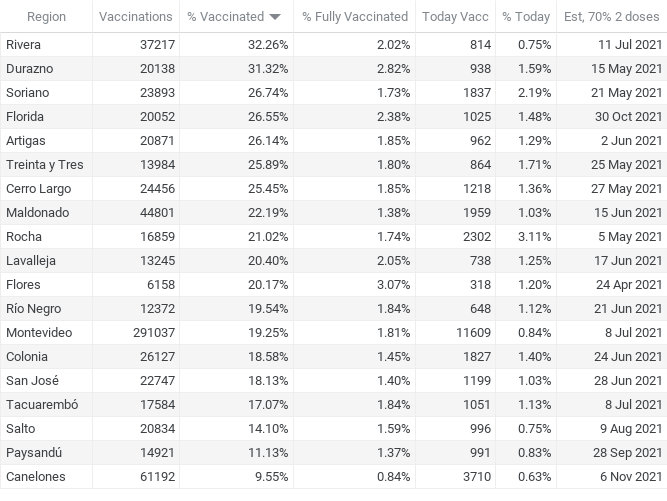 Region Vaccinations % Vaccinated % Fully Vaccinated Today Vacc % Today Est, 70% 2 doses
Rivera 37217 32.26% 2.02% 814 0.75% 11 Jul 2021
Durazno 20138 31.32% 2.82% 938 1.59% 15 May 2021
Soriano 23893 26.74% 1.73% 1837 2.19% 21 May 2021
Florida 20052 26.55% 2.38% 1025 1.48% 30 Oct 2021
Artigas 20871 26.14% 1.85% 962 1.29% 2 Jun 2021
Treinta y Tres 13984 25.89% 1.80% 864 1.71% 25 May 2021
Cerro Largo 24456 25.45% 1.85% 1218 1.36% 27 May 2021
Maldonado 44801 22.19% 1.38% 1959 1.03% 15 Jun 2021
Rocha 16859 21.02% 1.74% 2302 3.11% 5 May 2021
Lavalleja 13245 20.40% 2.05% 738 1.25% 17 Jun 2021
Flores 6158 20.17% 3.07% 318 1.20% 24 Apr 2021
Río Negro 12372 19.54% 1.84% 648 1.12% 21 Jun 2021
Montevideo 291037 19.25% 1.81% 11609 0.84% 8 Jul 2021
Colonia 26127 18.58% 1.45% 1827 1.40% 24 Jun 2021
San José 22747 18.13% 1.40% 1199 1.03% 28 Jun 2021
Tacuarembó 17584 17.07% 1.84% 1051 1.13% 8 Jul 2021
Salto 20834 14.10% 1.59% 996 0.75% 9 Aug 2021
Paysandú 14921 11.13% 1.37% 991 0.83% 28 Sep 2021
Canelones 61192 9.55% 0.84% 3710 0.63% 6 Nov 2021